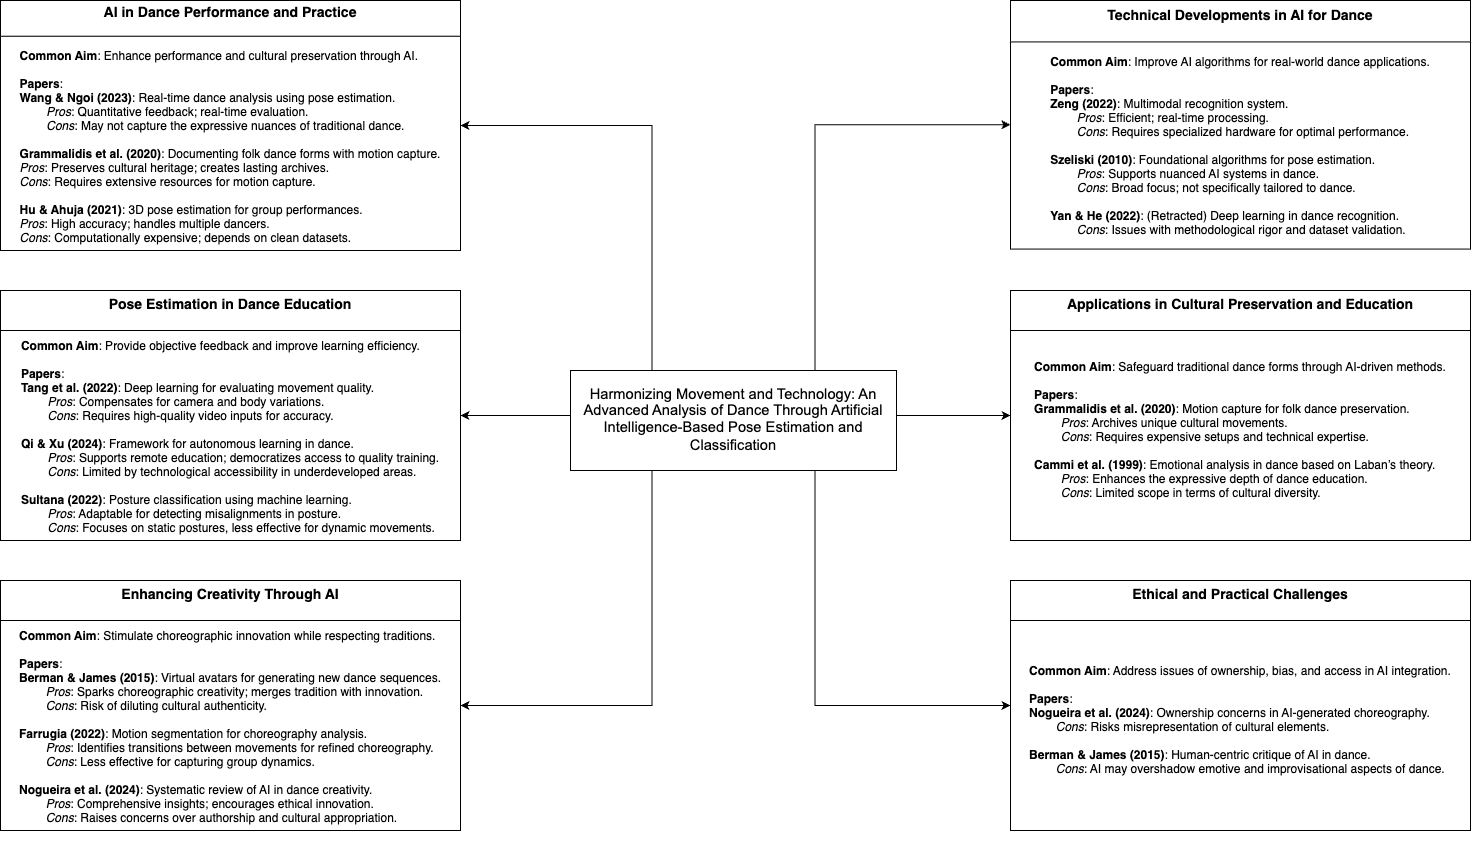 AI in Dance Performance and Practice
Common Aim: Enhance performance and cultural preservation through AI.
Papers:
Wang & Ngoi (2023): Real-time dance analysis using pose estimation.
Pros: Quantitative feedback; real-time evaluation.
Cons: May not capture the expressive nuances of traditional dance.
Grammalidis et al. (2020): Documenting folk dance forms with motion capture.
Pros: Preserves cultural heritage; creates lasting archives.
Cons: Requires extensive resources for motion capture.
Hu & Ahuja (2021): 3D pose estimation for group performances.
Pros: High accuracy; handles multiple dancers.
Cons: Computationally expensive; depends on clean datasets.
Pose Estimation in Dance Education
Common Aim: Provide objective feedback and improve learning efficiency.
Papers:
Tang et al. (2022): Deep learning for evaluating movement quality.
Pros: Compensates for camera and body variations.
Cons: Requires high-quality video inputs for accuracy.
Qi & Xu (2024): Framework for autonomous learning in dance.
Pros: Supports remote education; democratizes access to quality training.
Cons: Limited by technological accessibility in underdeveloped areas.
Sultana (2022): Posture classification using machine learning.
Pros: Adaptable for detecting misalignments in posture.
Cons: Focuses on static postures, less effective for dynamic movements.
Enhancing Creativity Through AI
Common Aim: Stimulate choreographic innovation while respecting traditions.
Papers:
Berman & James (2015): Virtual avatars for generating new dance sequences.
Pros: Sparks choreographic creativity; merges tradition with innovation.
Cons: Risk of diluting cultural authenticity.
Farrugia (2022): Motion segmentation for choreography analysis.
Pros: Identifies transitions between movements for refined choreography.
Cons: Less effective for capturing group dynamics.
Nogueira et al. (2024): Systematic review of AI in dance creativity.
Pros: Comprehensive insights; encourages ethical innovation.
Cons: Raises concerns over authorship and cultural appropriation.
Harmonizing Movement and Technology: An
Advanced Analysis of Dance Through Artificial
Intelligence-Based Pose Estimation and
Classification
Technical Developments in AI for Dance
Common Aim: Improve AI algorithms for real-world dance applications.
Papers:
Zeng (2022): Multimodal recognition system.
Pros: Efficient; real-time processing.
Cons: Requires specialized hardware for optimal performance.
Szeliski (2010): Foundational algorithms for pose estimation.
Pros: Supports nuanced AI systems in dance.
Cons: Broad focus; not specifically tailored to dance.
Yan & He (2022): (Retracted) Deep learning in dance recognition.
Cons: Issues with methodological rigor and dataset validation.
Applications in Cultural Preservation and Education
Common Aim: Safeguard traditional dance forms through AI-driven methods.
Papers:
Grammalidis et al. (2020): Motion capture for folk dance preservation.
Pros: Archives unique cultural movements.
Cons: Requires expensive setups and technical expertise.
Cammi et al. (1999): Emotional analysis in dance based on Laban's theory.
Pros: Enhances the expressive depth of dance education.
Cons: Limited scope in terms of cultural diversity.
Ethical and Practical Challenges
Common Aim: Address issues of ownership, bias, and access in AI integration.
Papers:
Nogueira et al. (2024): Ownership concerns in AI-generated choreography.
Cons: Risks misrepresentation of cultural elements.
Berman & James (2015): Human-centric critique of AI in dance.
Cons: AI may overshadow emotive and improvisational aspects of dance.